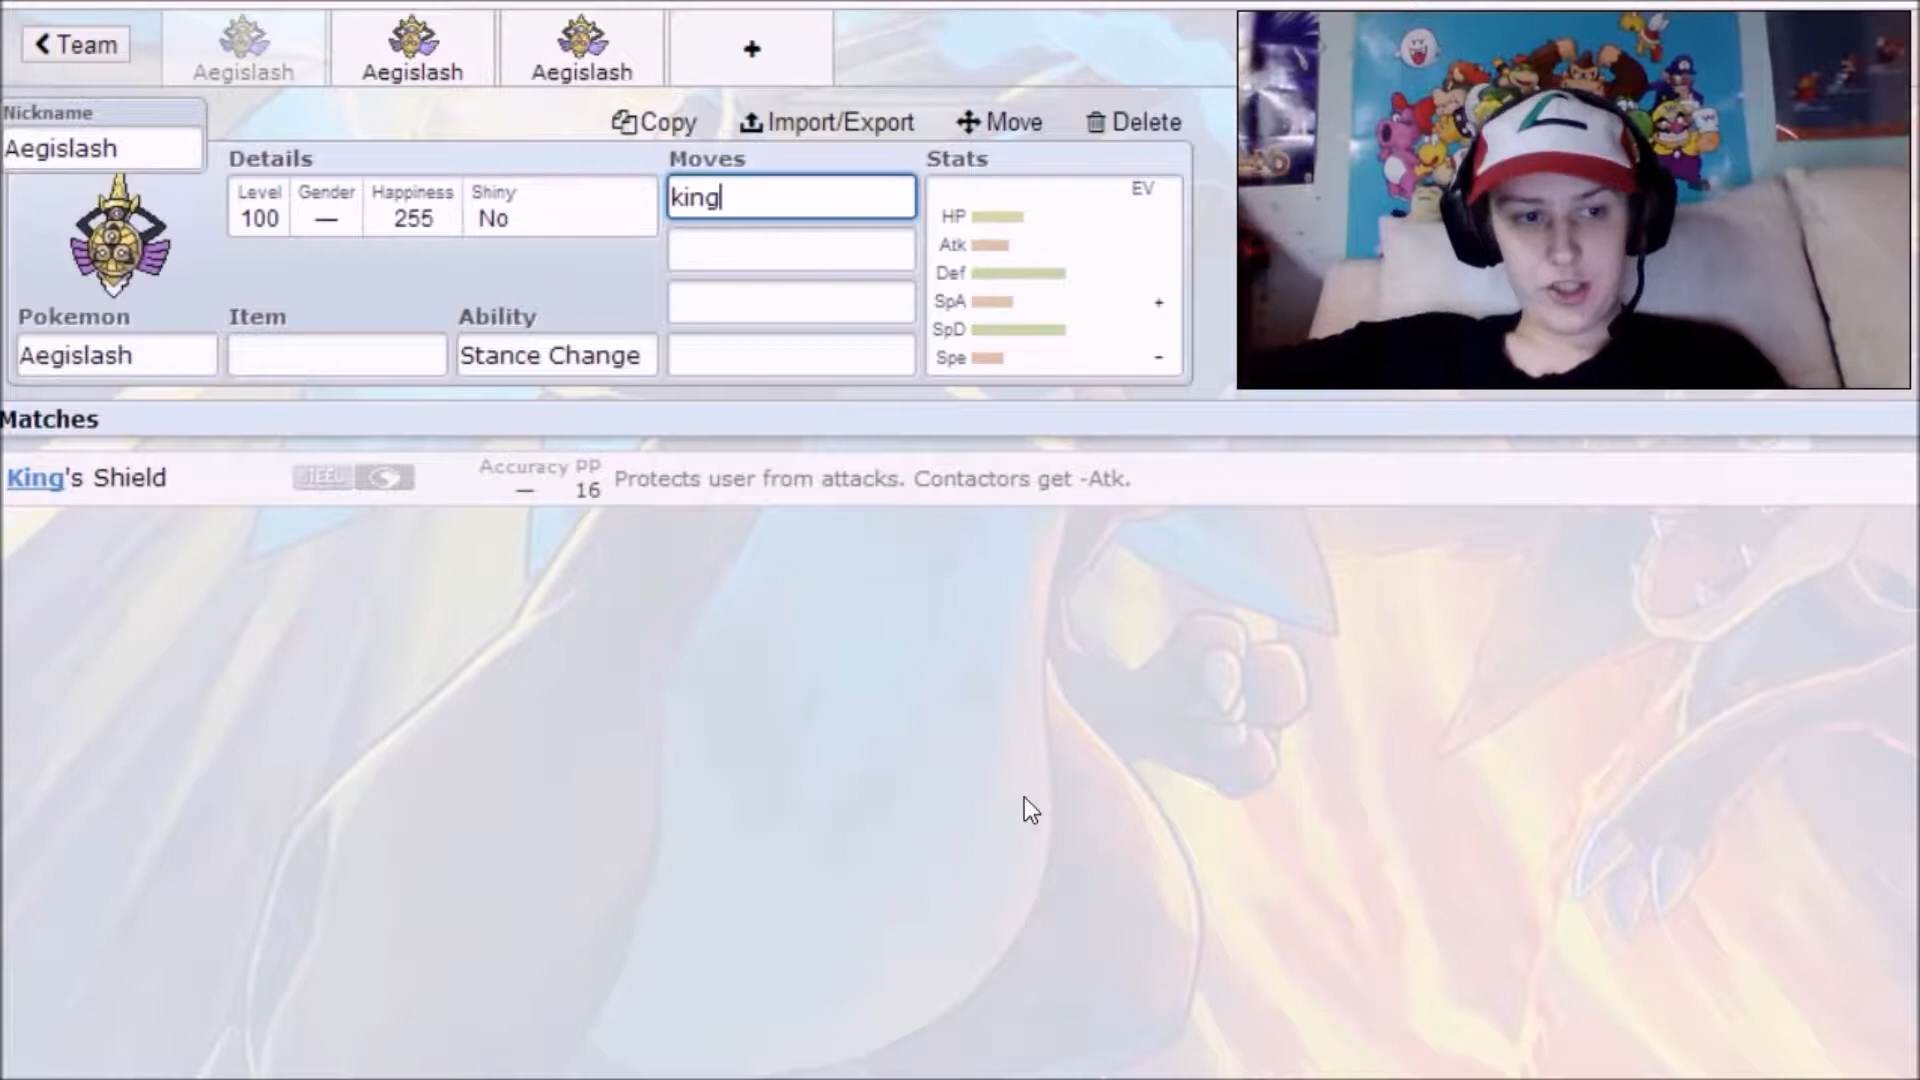 Team
Aegislash
Aegislash
Aegislash
+
Nickname
Aegislash
Copy
Import/Export
Move
Delete
Details
Moves
Stats
Level
Gender
Happiness
Shiny
100
—
255
No
king
EV
HP
Atk
Def
SpA +
SpD
Spe -
Pokemon
Item
Ability
Aegislash
Stance Change
Matches
King's Shield
STEEL
Accuracy PP
— 16
Protects user from attacks. Contactors get -Atk.